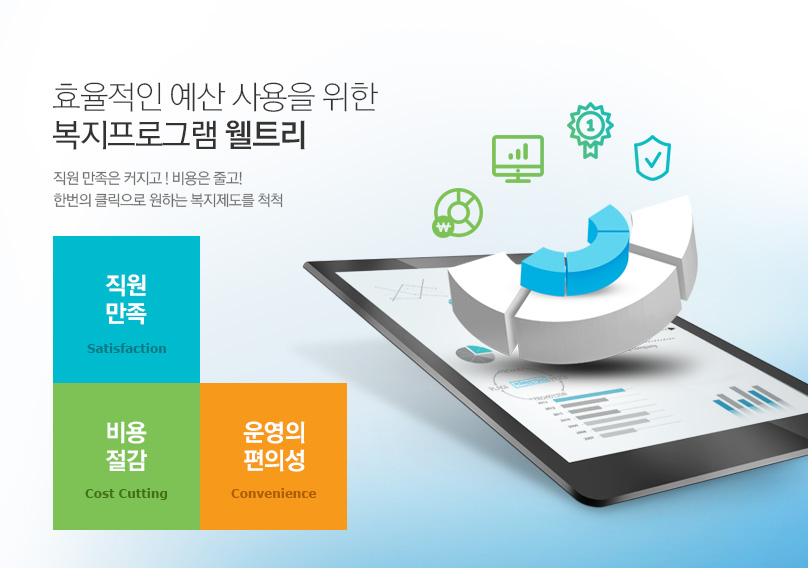 효율적인 예산 사용을 위한
복지프로그램 웰트리
직원 만족은 커지고 ! 비용은 줄고!
한번의 클릭으로 원하는 복지제도를 척척
직원
만족
Satisfaction
비용
절감
Cost Cutting
운영의
편의성
Convenience
1
₩